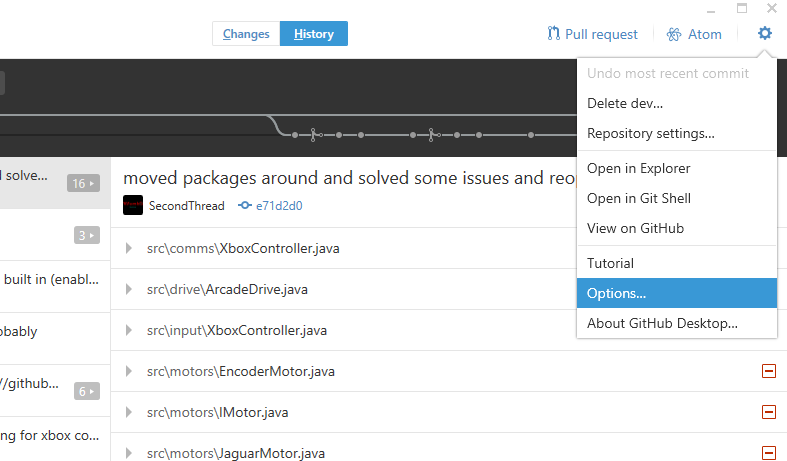 Changes History Pull request Atom
Undo most recent commit
Delete dev...
Repository settings...
Open in Explorer
Open in Git Shell
View on GitHub
Tutorial
Options...
About GitHub Desktop...
solve... 16
3
built in (enabl...
obably
//github... 6
ng for xbox co...
moved packages around and solved some issues and reop
SecondThread e71d2d0
src\comms\XboxController.java
src\drive\ArcadeDrive.java
src\input\XboxController.java
src\motors\EncoderMotor.java
src\motors\IMotor.java
src\motors\JaguarMotor.java